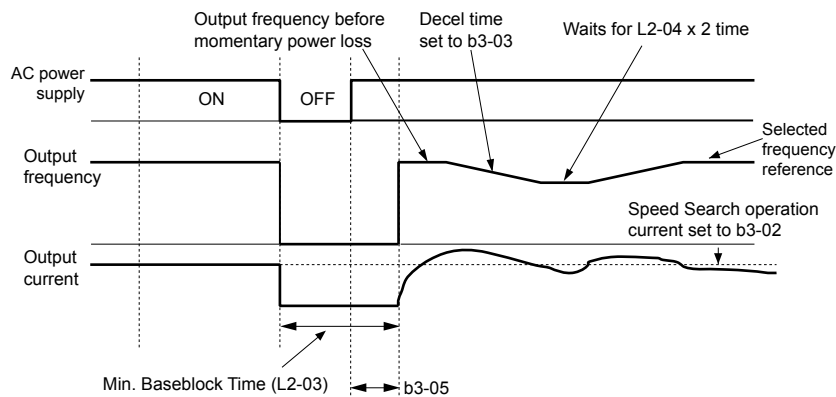 Output frequency before
momentary power loss
Decel time
set to b3-03
Waits for L2-04 x 2 time
AC power
supply
ON
OFF
Output
frequency
Selected
frequency
reference
Speed Search operation
current set to b3-02
Output
current
Min. Baseblock Time (L2-03)
b3-05